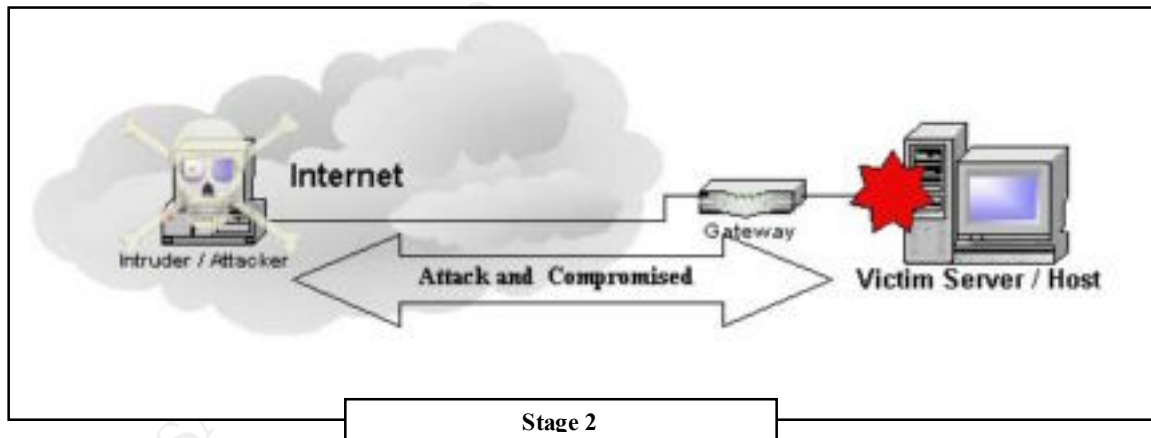 Internet
Gateway
Intruder / Attacker
Attack and Compromised
Victim Server / Host
Stage 2